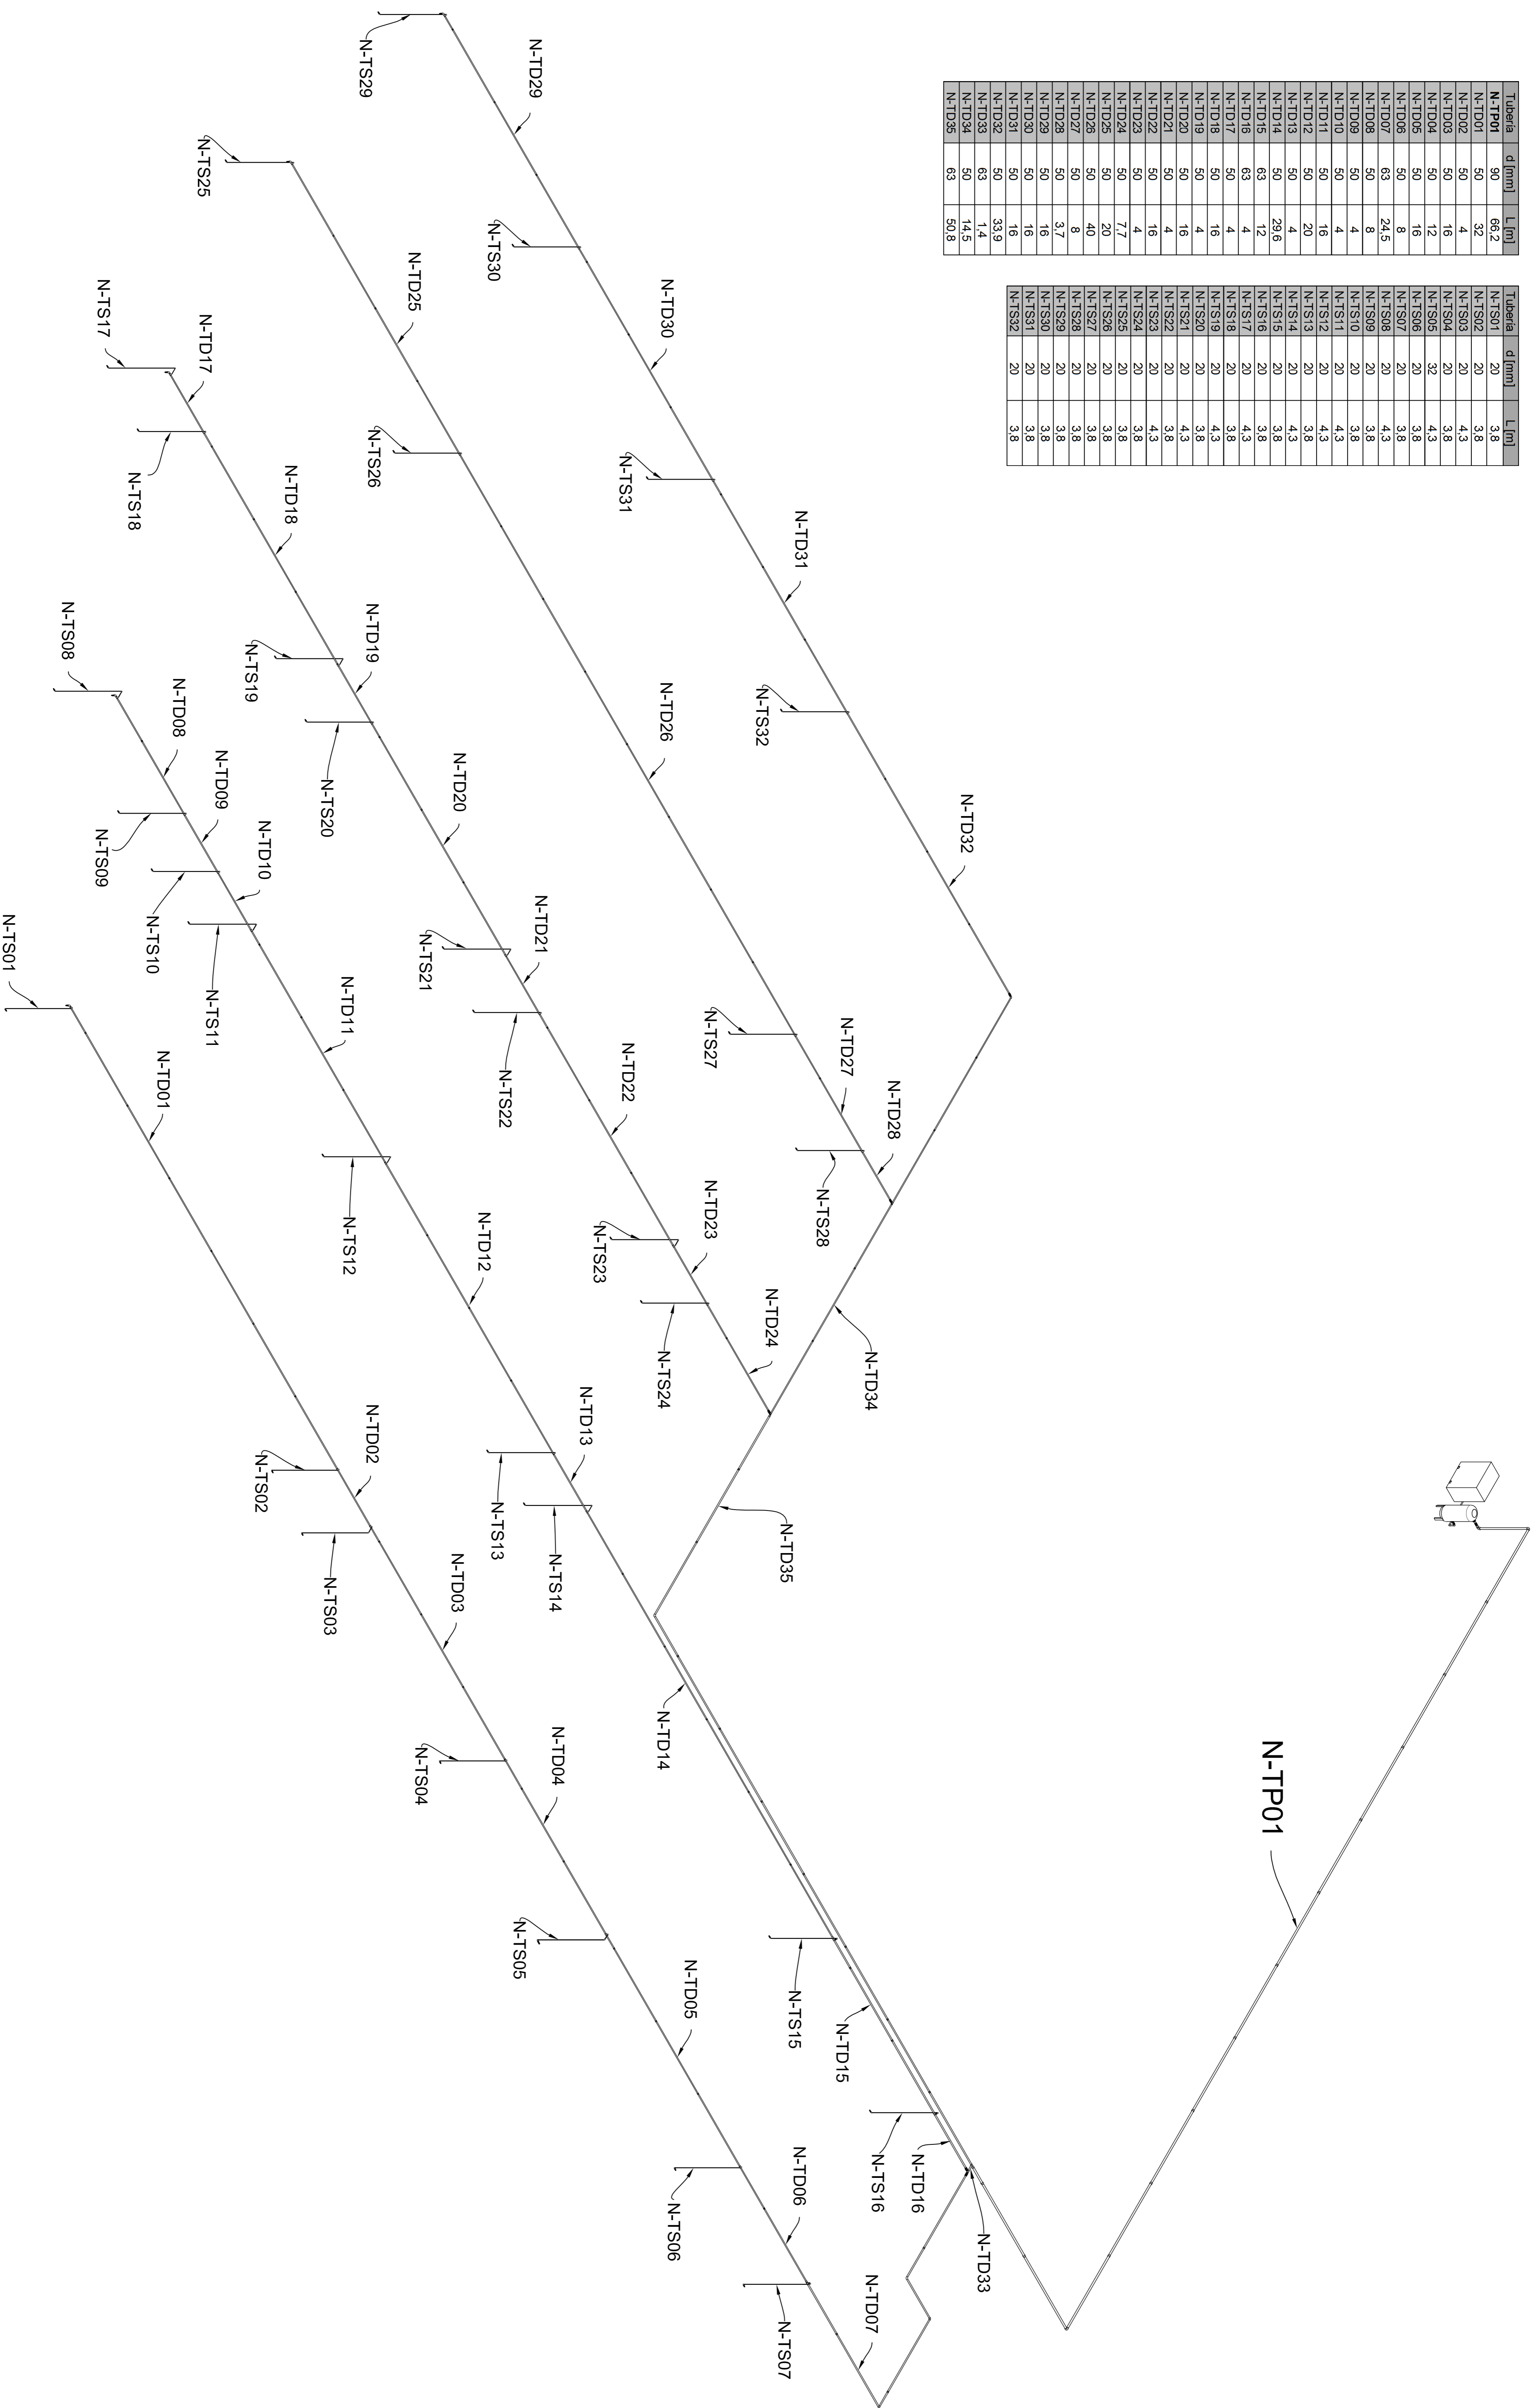 Tuberia d [mm] L [m]
N-TP01 90 66,2
N-TD01 50 32
N-TD02 50 4
N-TD03 50 16
N-TD04 50 12
N-TD05 50 16
N-TD06 50 8
N-TD07 63 24,5
N-TD08 50 8
N-TD09 50 4
N-TD10 50 4
N-TD11 50 16
N-TD12 50 20
N-TD13 50 4
N-TD14 50 29,6
N-TD15 63 12
N-TD16 63 4
N-TD17 50 4
N-TD18 50 16
N-TD19 50 4
N-TD20 50 16
N-TD21 50 4
N-TD22 50 16
N-TD23 50 4
N-TD24 50 7,7
N-TD25 50 20
N-TD26 50 40
N-TD27 50 8
N-TD28 50 3,7
N-TD29 50 16
N-TD30 50 16
N-TD31 50 16
N-TD32 50 33,9
N-TD33 63 1,4
N-TD34 50 14,5
N-TD35 63 50,8
Tuberia d [mm] L [m]
N-TS01 20 3,8
N-TS02 20 3,8
N-TS03 20 4,3
N-TS04 20 3,8
N-TS05 32 4,3
N-TS06 20 3,8
N-TS07 20 3,8
N-TS08 20 4,3
N-TS09 20 3,8
N-TS10 20 3,8
N-TS11 20 4,3
N-TS12 20 4,3
N-TS13 20 3,8
N-TS14 20 4,3
N-TS15 20 3,8
N-TS16 20 3,8
N-TS17 20 4,3
N-TS18 20 3,8
N-TS19 20 4,3
N-TS20 20 3,8
N-TS21 20 4,3
N-TS22 20 3,8
N-TS23 20 4,3
N-TS24 20 3,8
N-TS25 20 3,8
N-TS26 20 3,8
N-TS27 20 3,8
N-TS28 20 3,8
N-TS29 20 3,8
N-TS30 20 3,8
N-TS31 20 3,8
N-TS32 20 3,8
N-TP01
N-TD33
N-TD32
N-TD16
N-TD28
N-TD34
N-TS16
N-TD07
N-TD27
N-TD15
N-TS28
N-TD31
N-TS15
N-TD06
N-TD35
N-TS07
N-TD24
N-TS32
N-TS27
N-TD23
N-TD05
N-TS06
N-TD30
N-TD26
N-TS24
N-TD14
N-TS31
N-TD22
N-TS23
N-TD13
N-TD04
N-TS14
N-TD29
N-TD21
N-TS05
N-TS22
N-TS13
N-TS30
N-TD12
N-TD20
N-TD03
N-TS21
N-TS04
N-TD25
N-TS26
N-TD19
N-TD02
N-TS29
N-TD11
N-TS12
N-TS20
N-TS03
N-TD18
N-TD10
N-TS02
N-TS19
N-TD09
N-TS11
N-TD17
N-TS25
N-TD08
N-TD01
N-TS10
N-TS18
N-TS17
N-TS09
N-TS08
N-TS01